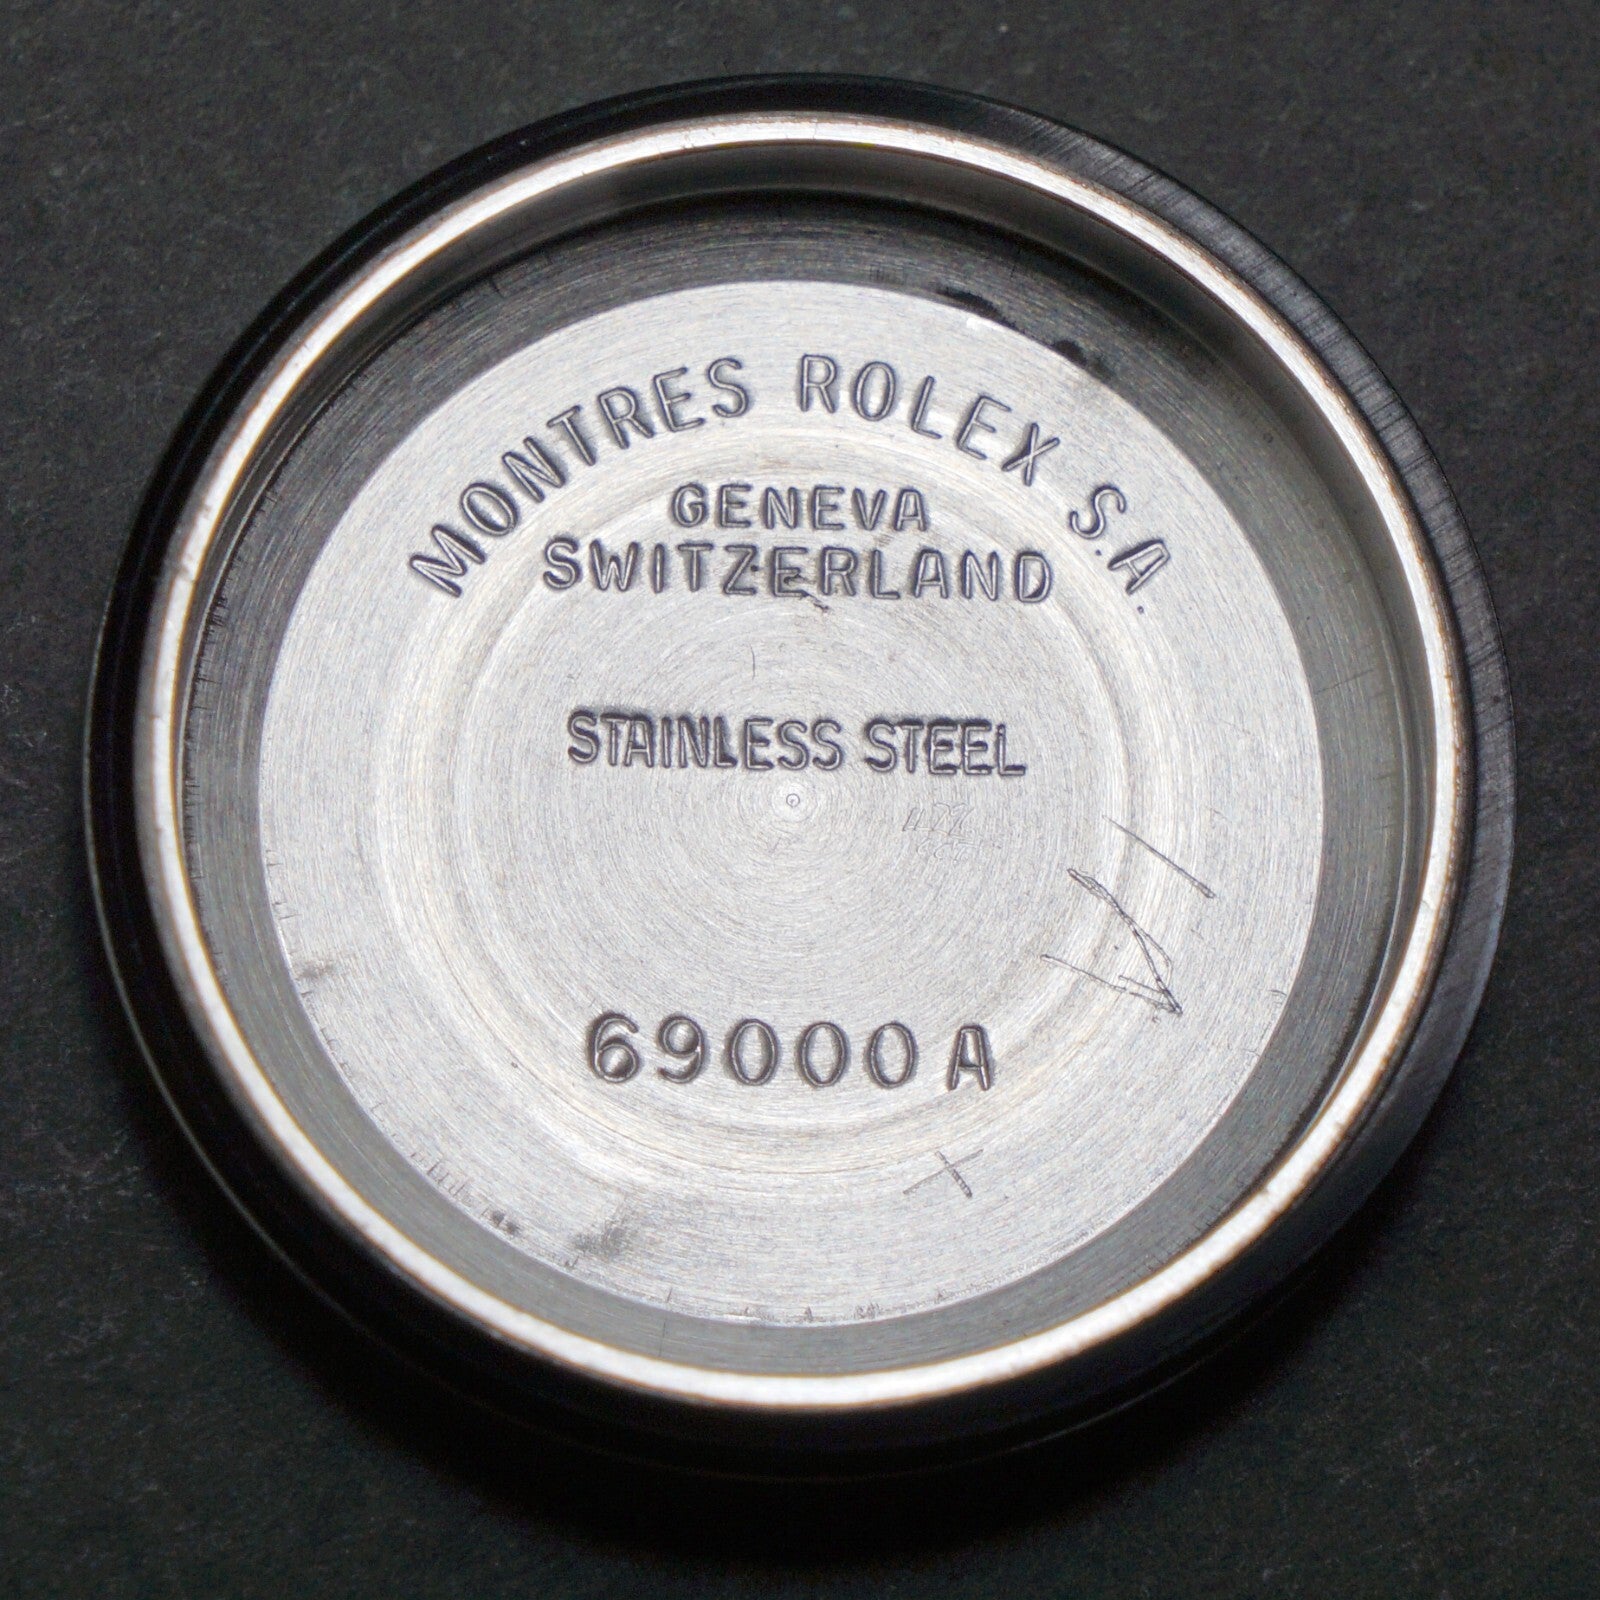 MONTRES ROLEX S.A.
GENEVA
SWITZERLAND
STAINLESS STEEL
69000 A